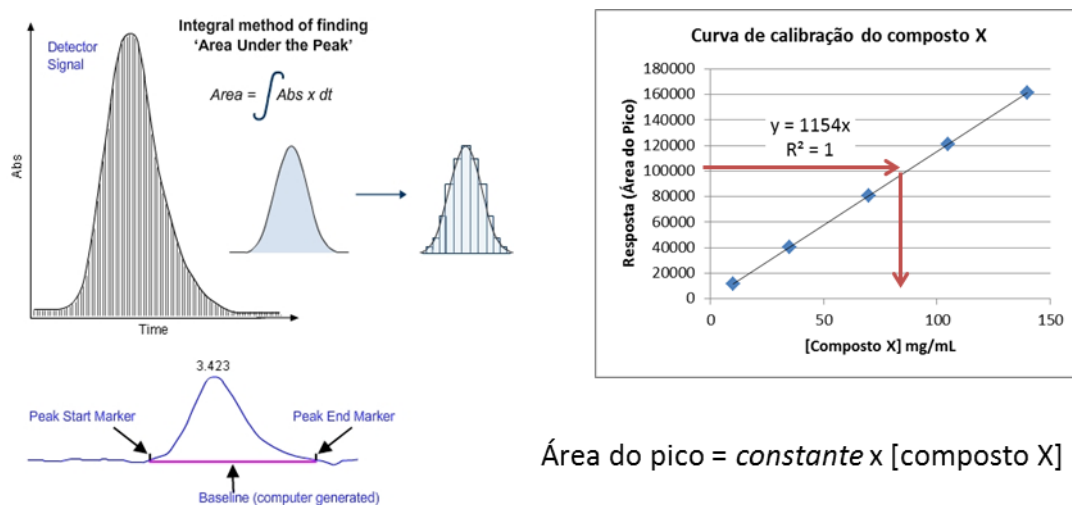 Integral method of finding
‘Area Under the Peak’
Detector
Signal
Area = ∫ Abs x dt
Abs
Time
3.423
Peak Start Marker
Peak End Marker
Baseline (computer generated)
Curva de calibração do composto X
Resposta (Área do Pico)
180000
160000
140000
120000
100000
80000
60000
40000
20000
0
y = 1154x
R² = 1
0 50 100 150
[Composto X] mg/mL
Área do pico = constante x [composto X]